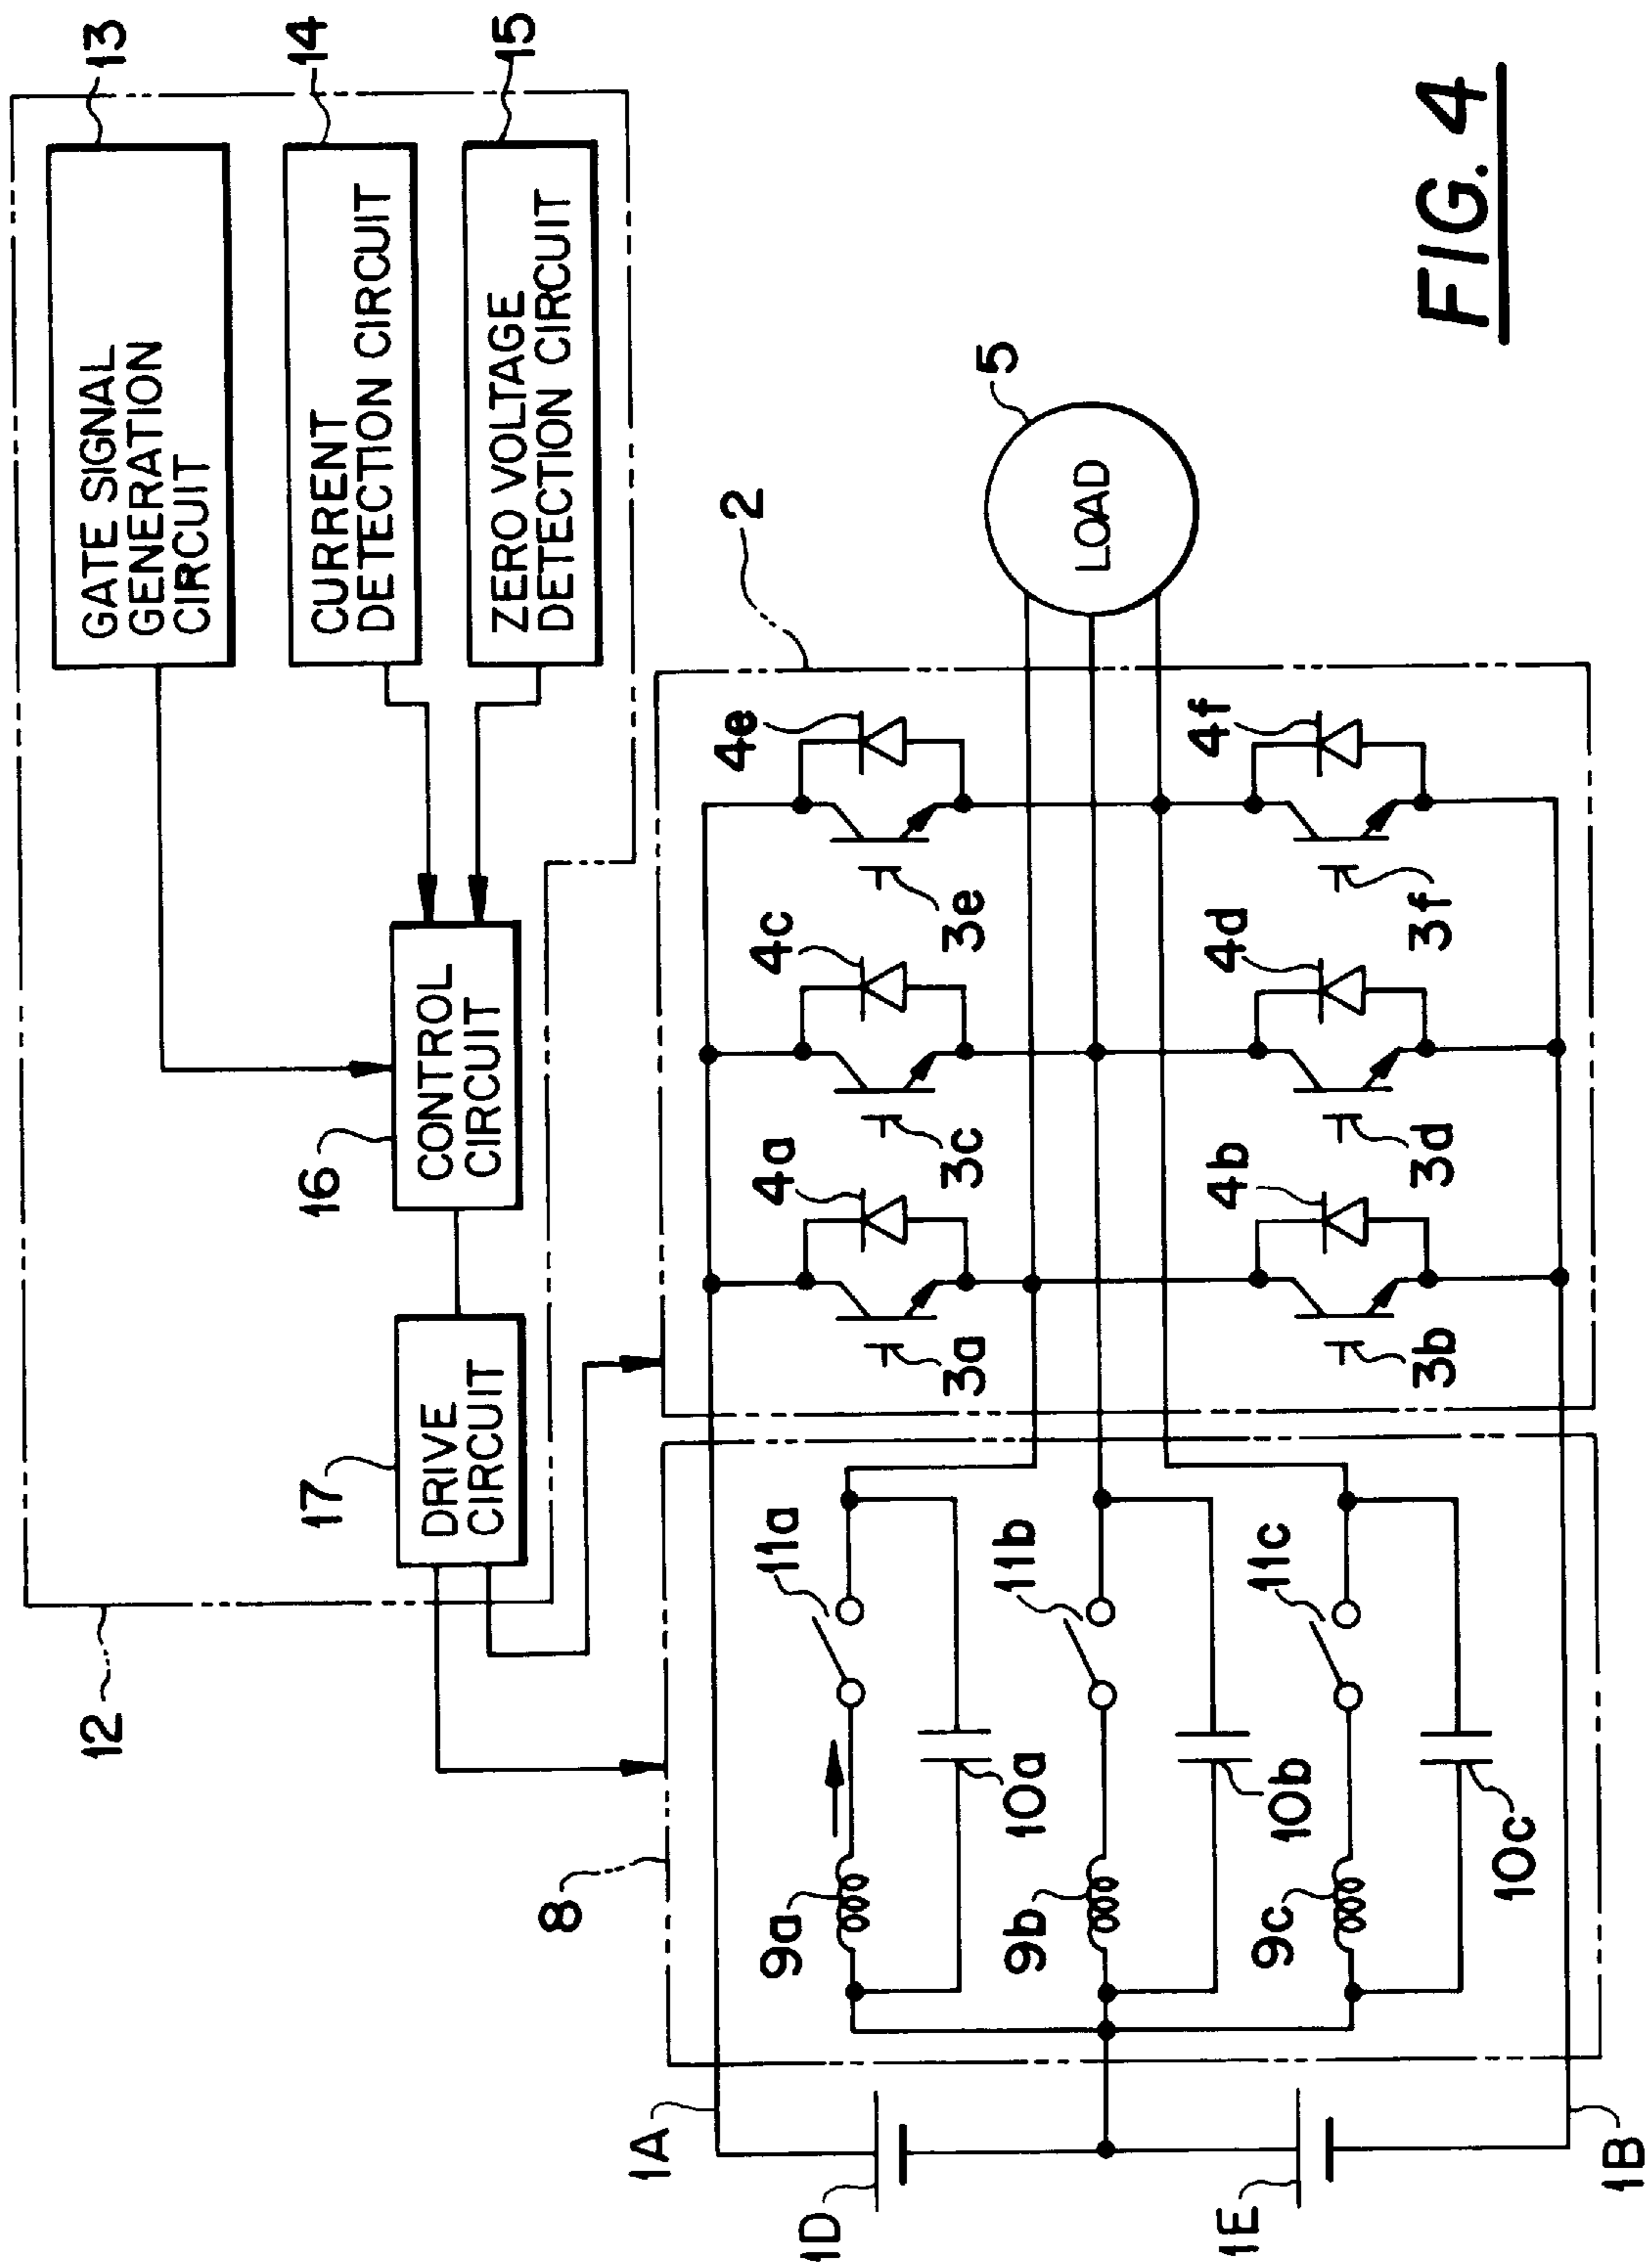 12
GATE SIGNAL
GENERATION
CIRCUIT
13
CURRENT
DETECTION CIRCUIT
14
ZERO VOLTAGE
DETECTION CIRCUIT
15
16
CONTROL
CIRCUIT
17
DRIVE
CIRCUIT
8
2
1A
1D
1E
1B
9a
11a
10a
9b
11b
10b
9c
11c
10c
3a
4a
3c
4c
3e
4e
3b
4b
3d
4d
3f
4f
5
LOAD
FIG. 4